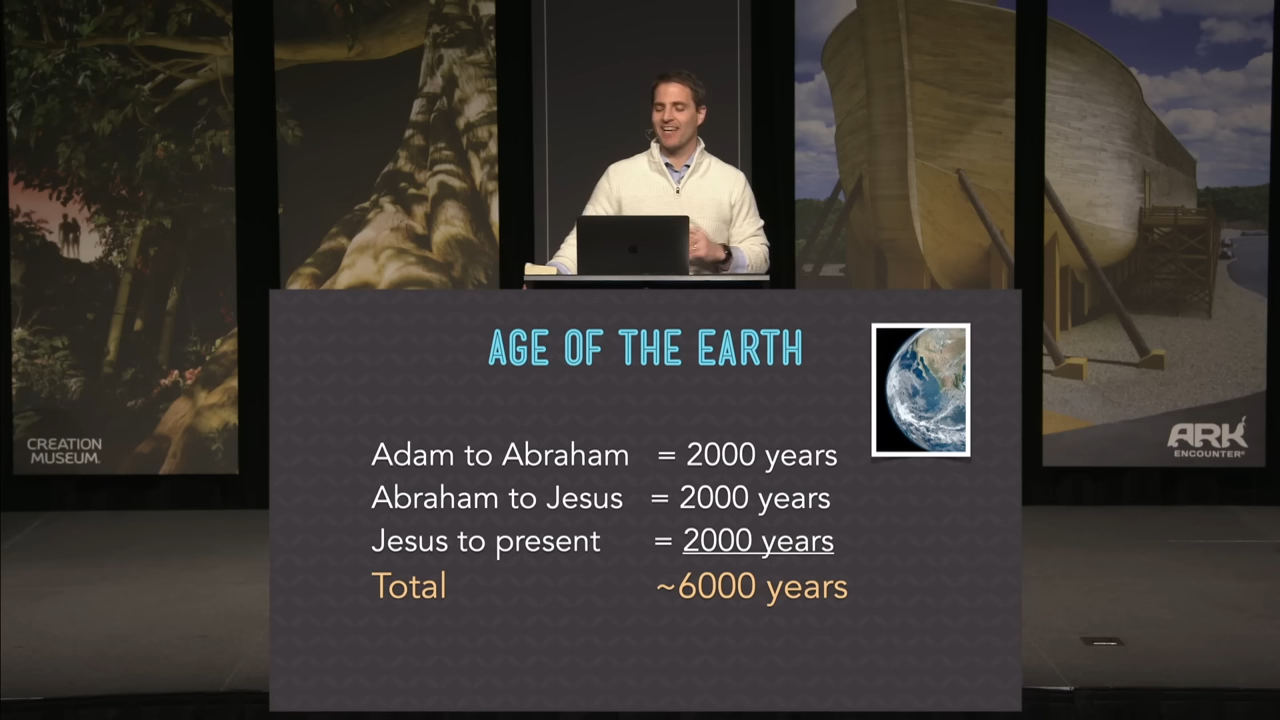 CREATION
MUSEUM
ARK
ENCOUNTER
AGE OF THE EARTH
Adam to Abraham = 2000 years
Abraham to Jesus = 2000 years
Jesus to present = 2000 years
Total ~6000 years